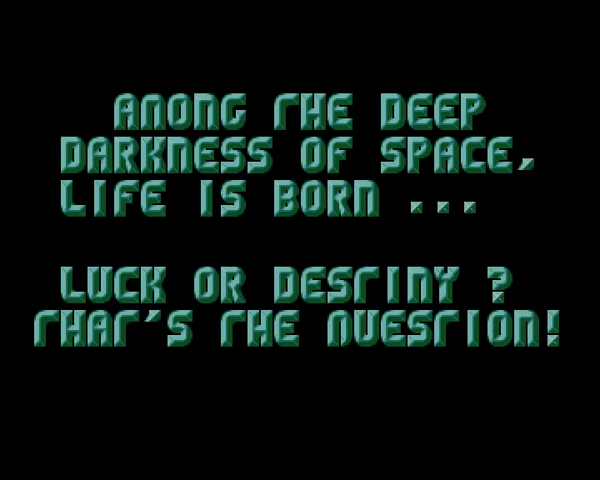 AMONG THE DEEP
DARKNESS OF SPACE,
LIFE IS BORN ...
LUCK OR DESTINY ?
THAT'S THE QUESTION!